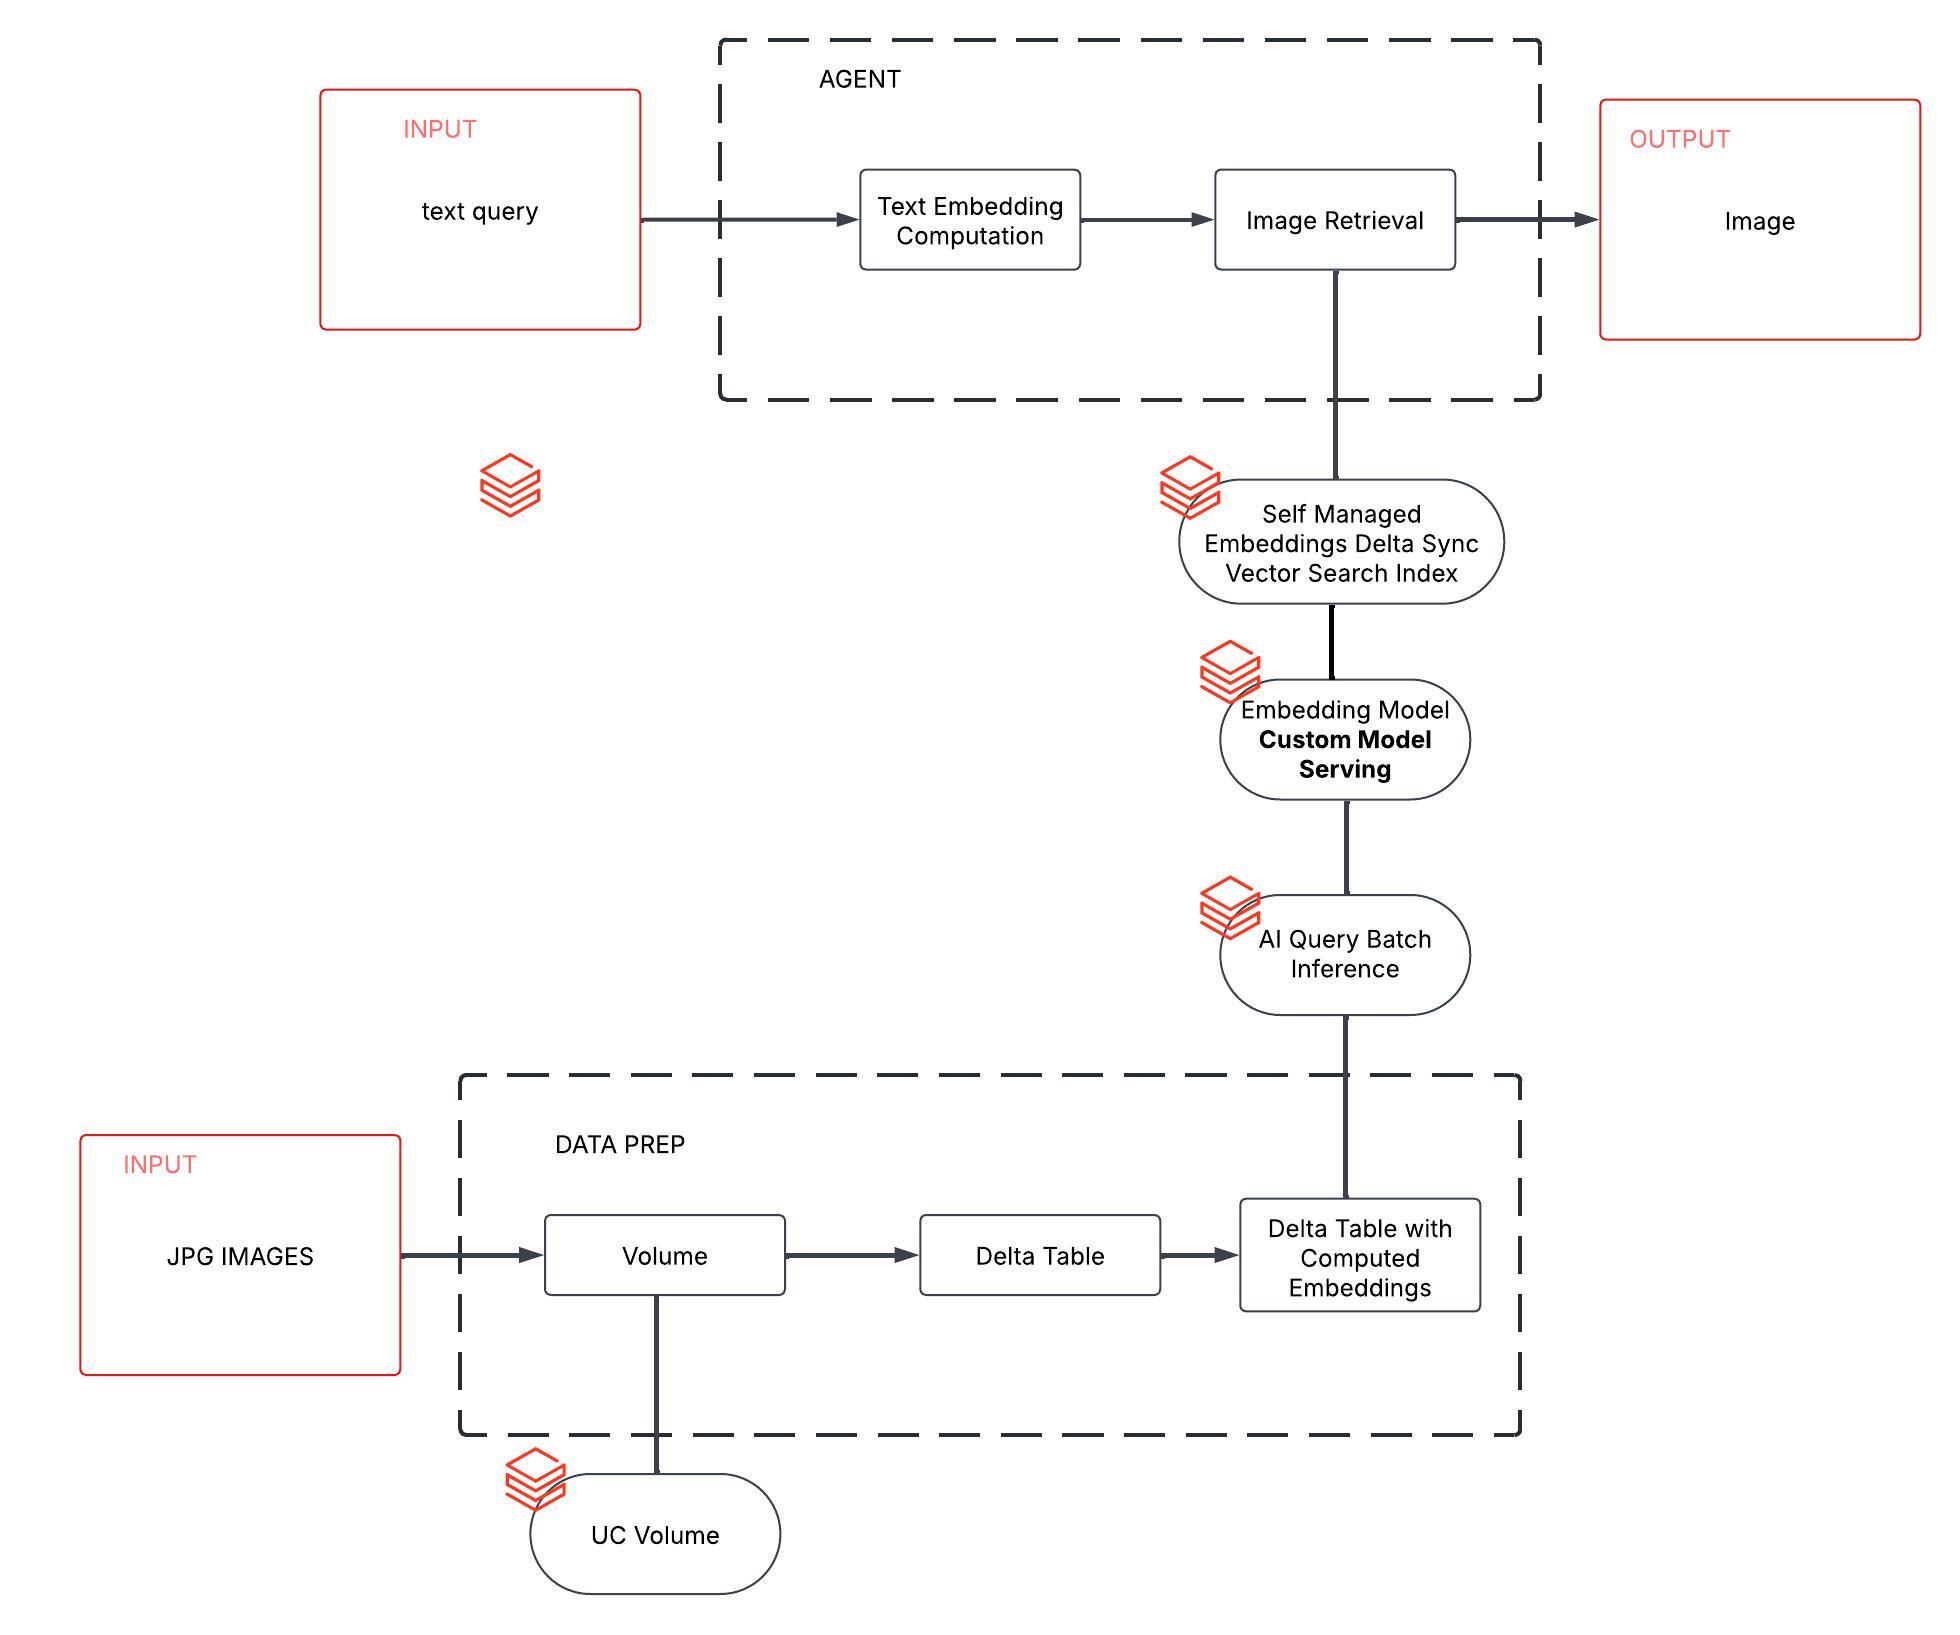 AGENT
INPUT
text query
Text Embedding
Computation
Image Retrieval
OUTPUT
Image
Self Managed
Embeddings Delta Sync
Vector Search Index
Embedding Model
Custom Model
Serving
AI Query Batch
Inference
DATA PREP
INPUT
JPG IMAGES
Volume
Delta Table
Delta Table with
Computed
Embeddings
UC Volume